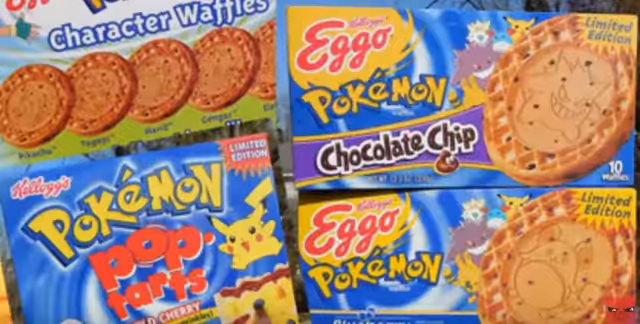 Character Waffles
Pikachu
Togepi
Gengar
Kellogg's
Eggo
Limited
Edition
POKéMON
Chocolate Chip
10
Waffles
Kellogg's
LIMITED
EDITION
POKéMON
pop·
tarts
D CHERRY
Kellogg's
Eggo
Limited
Edition
POKéMON